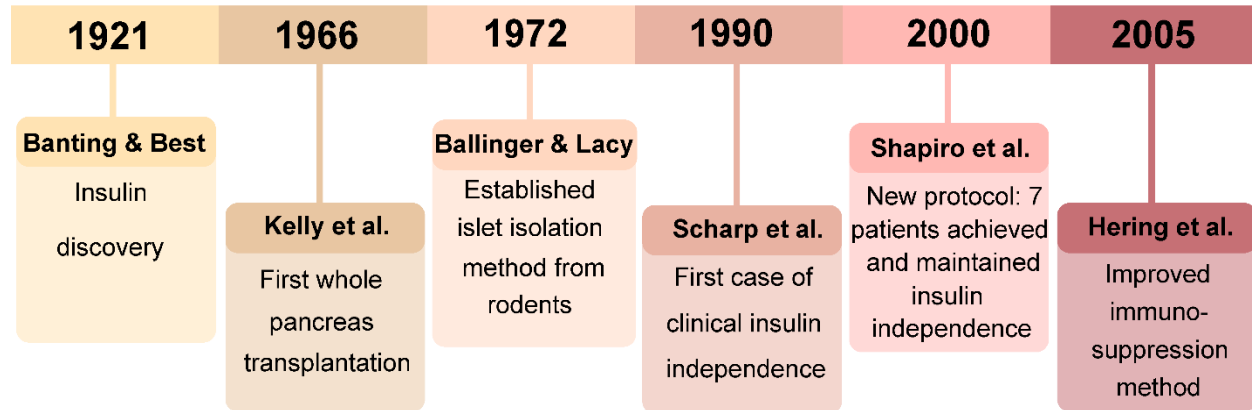 1921
1966
1972
1990
2000
2005
Banting & Best
Insulin
discovery
Kelly et al.
First whole
pancreas
transplantation
Ballinger & Lacy
Established
islet isolation
method from
rodents
Scharp et al.
First case of
clinical insulin
independence
Shapiro et al.
New protocol: 7
patients achieved
and maintained
insulin
independence
Hering et al.
Improved
immuno-
suppression
method